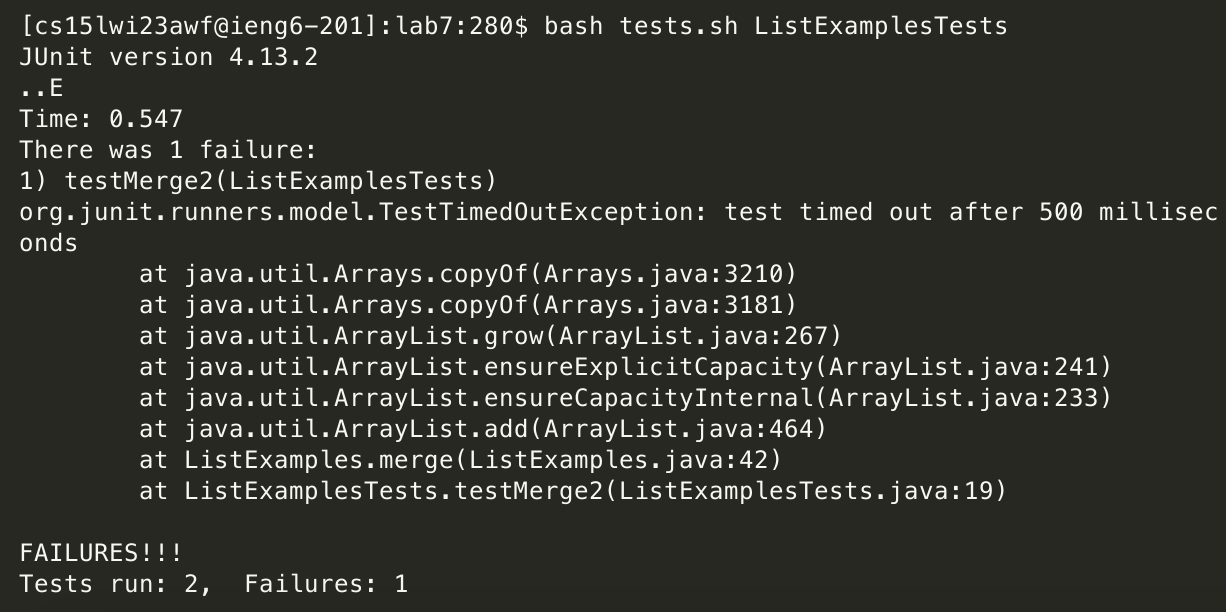 [cs15lwi23awf@ieng6-201]:lab7:280$ bash tests.sh ListExamplesTests
JUnit version 4.13.2
..E
Time: 0.547
There was 1 failure:
1) testMerge2(ListExamplesTests)
org.junit.runners.model.TestTimedOutException: test timed out after 500 millisec
onds
        at java.util.Arrays.copyOf(Arrays.java:3210)
        at java.util.Arrays.copyOf(Arrays.java:3181)
        at java.util.ArrayList.grow(ArrayList.java:267)
        at java.util.ArrayList.ensureExplicitCapacity(ArrayList.java:241)
        at java.util.ArrayList.ensureCapacityInternal(ArrayList.java:233)
        at java.util.ArrayList.add(ArrayList.java:464)
        at ListExamples.merge(ListExamples.java:42)
        at ListExamplesTests.testMerge2(ListExamplesTests.java:19)

FAILURES!!!
Tests run: 2,  Failures: 1